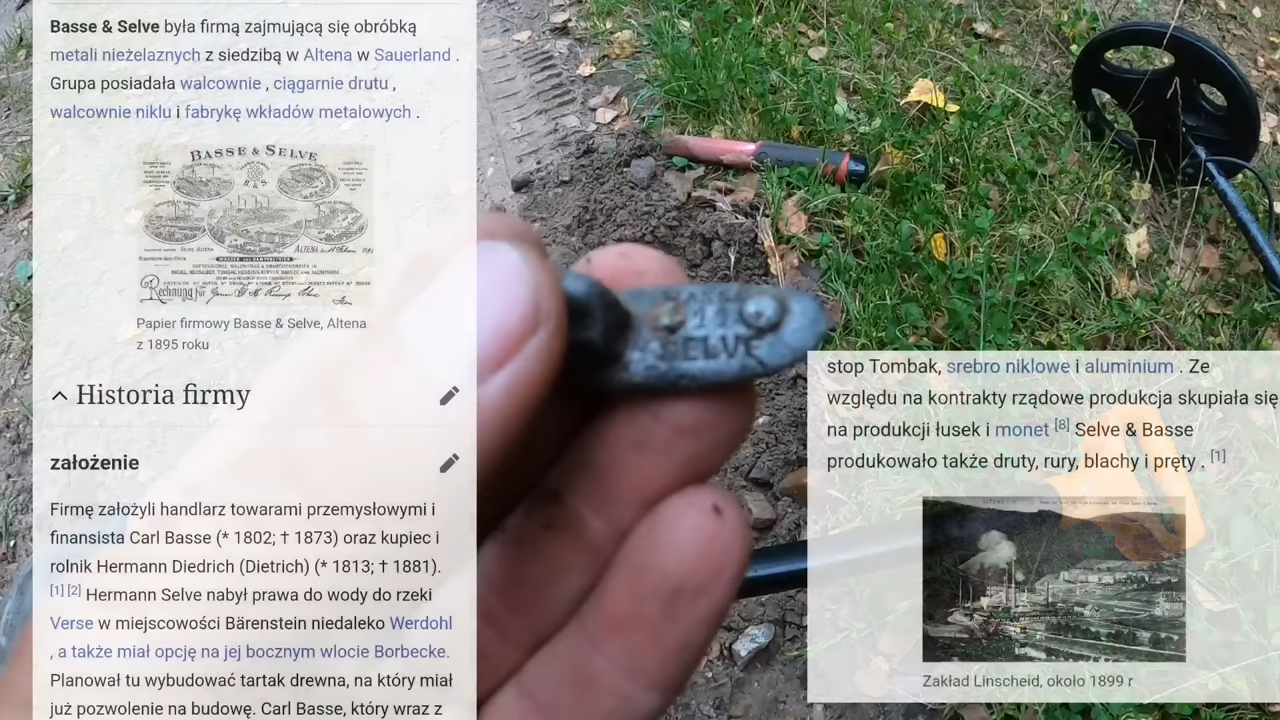 Basse & Selve była firmą zajmującą się obróbką
metali nieżelaznych z siedzibą w Altena w Sauerland .
Grupa posiadała walcownie , ciągarnie drutu ,
walcownie niklu i fabrykę wkładów metalowych .
BASSE & SELVE
Papier firmowy Basse & Selve, Altena
z 1895 roku
Historia firmy
założenie
Firmę założyli handlarz towarami przemysłowymi i
finansista Carl Basse (* 1802; † 1873) oraz kupiec i
rolnik Hermann Diedrich (Dietrich) (* 1813; † 1881).
[1] [2] Hermann Selve nabył prawa do wody do rzeki
Verse w miejscowości Bärenstein niedaleko Werdohl
, a także miał opcję na jej bocznym wlocie Borbecke.
Planował tu wybudować tartak drewna, na który miał
już pozwolenie na budowę. Carl Basse, który wraz z
BASSE
SELVE
stop Tombak, srebro niklowe i aluminium . Ze
względu na kontrakty rządowe produkcja skupiała się
na produkcji łusek i monet [8] Selve & Basse
produkowało także druty, rury, blachy i pręty . [1]
Zakład Linscheid, około 1899 r